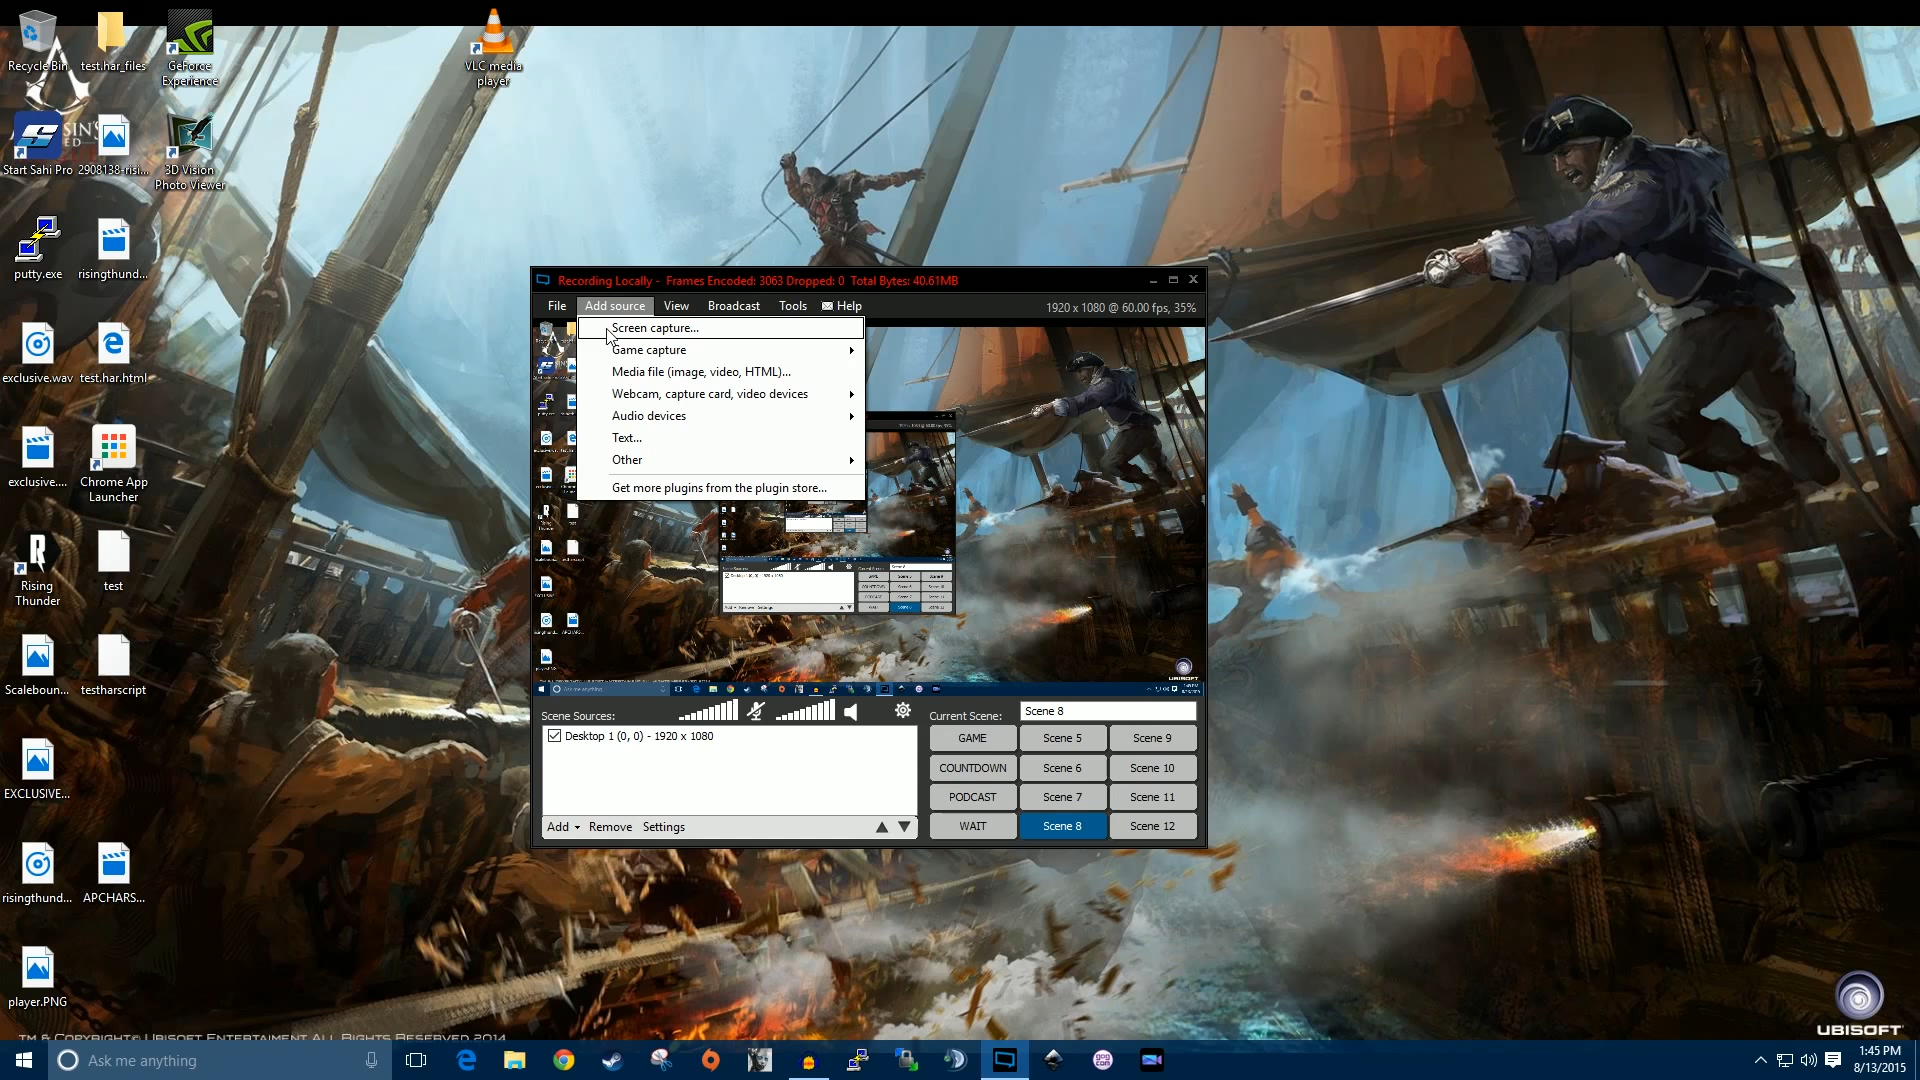 Recycle Bin
test.har_files
GeForce
Experience
VLC media
player
SIN'S
ED
Start Sahi Pro
2908138-risi...
3D Vision
Photo Viewer
putty.exe
risingthund...
exclusive.wav
test.har.html
exclusive....
Chrome App
Launcher
Rising
Thunder
test
Scaleboun...
testharscript
EXCLUSIVE...
risingthund...
APCHARS...
player.PNG
TM & Copyright© Ubisoft Entertaiment All Rights Reserved 2014
Recording Locally - Frames Encoded: 3063 Dropped: 0 Total Bytes: 40.61MB
File
Add source
View
Broadcast
Tools
Help
1920 x 1080 @ 60.00 fps, 35%
Screen capture...
Game capture
Media file (image, video, HTML)...
Webcam, capture card, video devices
Audio devices
Text...
Other
Get more plugins from the plugin store...
Scene Sources:
Desktop 1 (0, 0) - 1920 x 1080
Add
Remove
Settings
Current Scene:
Scene 8
GAME
Scene 5
Scene 9
COUNTDOWN
Scene 6
Scene 10
PODCAST
Scene 7
Scene 11
WAIT
Scene 8
Scene 12
UBISOFT
Ask me anything
gog
com
1:45 PM
8/13/2015